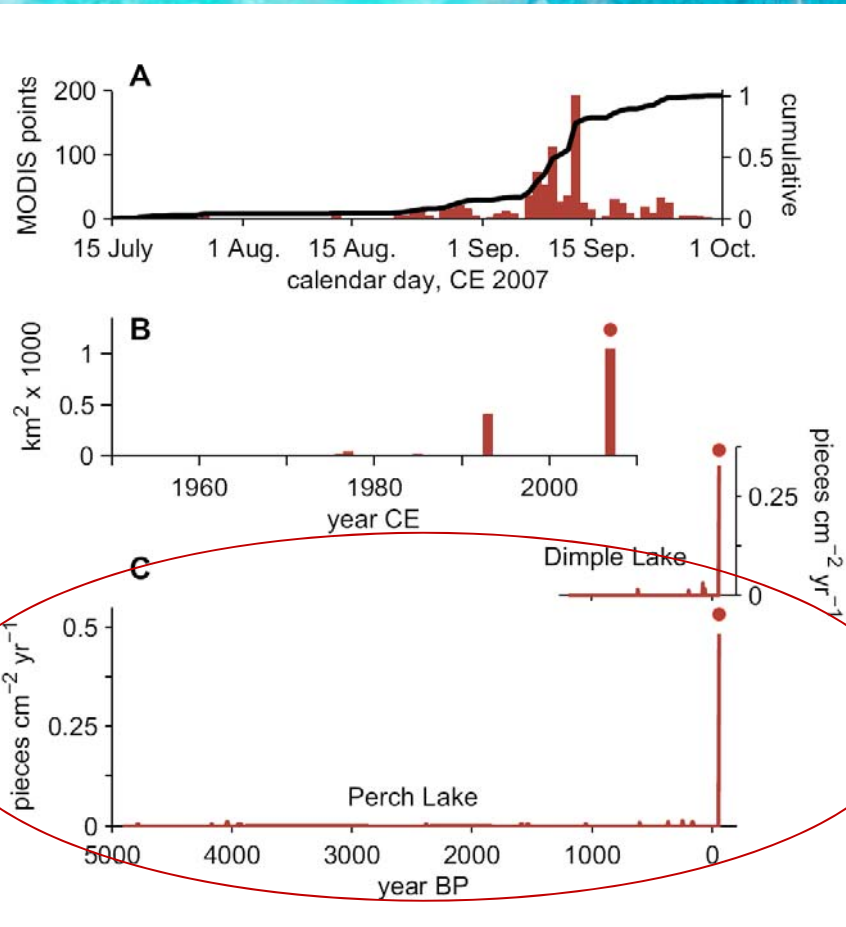 A
MODIS points
200
100
0
1
0.5
0
cumulative
15 July 1 Aug. 15 Aug. 1 Sep. 15 Sep. 1 Oct.
calendar day, CE 2007
B
km² x 1000
1
0.5
0
1960 1980 2000
year CE
pieces cm⁻² yr⁻¹
0.25
0
Dimple Lake
C
pieces cm⁻² yr⁻¹
0.5
0.25
0
Perch Lake
5000 4000 3000 2000 1000 0
year BP